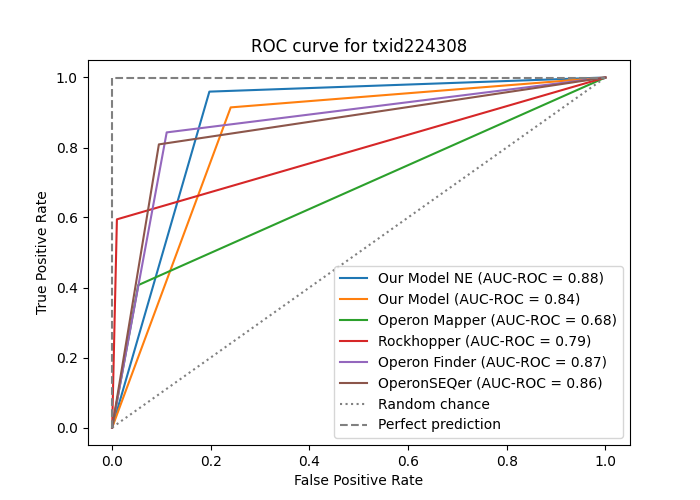 ROC curve for txid224308
True Positive Rate
1.0
0.8
0.6
0.4
0.2
0.0
Our Model NE (AUC-ROC = 0.88)
Our Model (AUC-ROC = 0.84)
Operon Mapper (AUC-ROC = 0.68)
Rockhopper (AUC-ROC = 0.79)
Operon Finder (AUC-ROC = 0.87)
OperonSEQer (AUC-ROC = 0.86)
Random chance
Perfect prediction
0.0 0.2 0.4 0.6 0.8 1.0
False Positive Rate